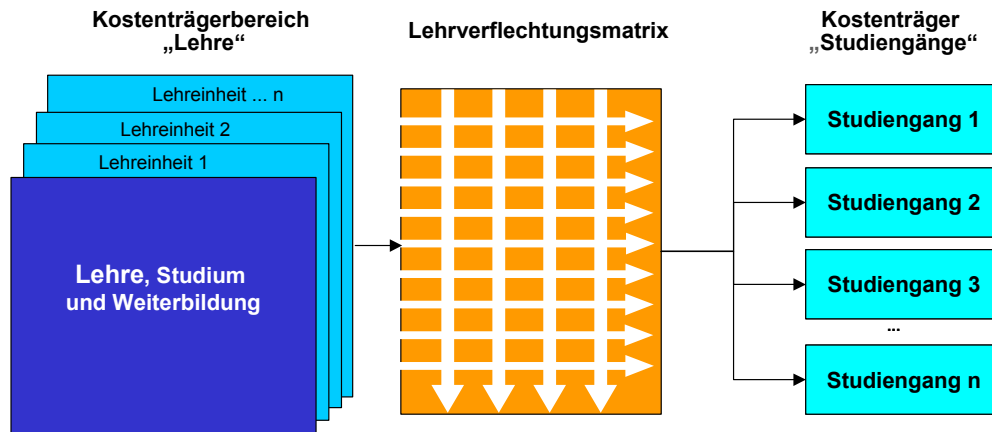 Kostenträgerbereich
„Lehre“
Lehrverflechtungsmatrix
Kostenträger
„Studiengänge“
Lehreinheit ... n
Lehreinheit 2
Lehreinheit 1
Lehre, Studium
und Weiterbildung
Studiengang 1
Studiengang 2
Studiengang 3
...
Studiengang n